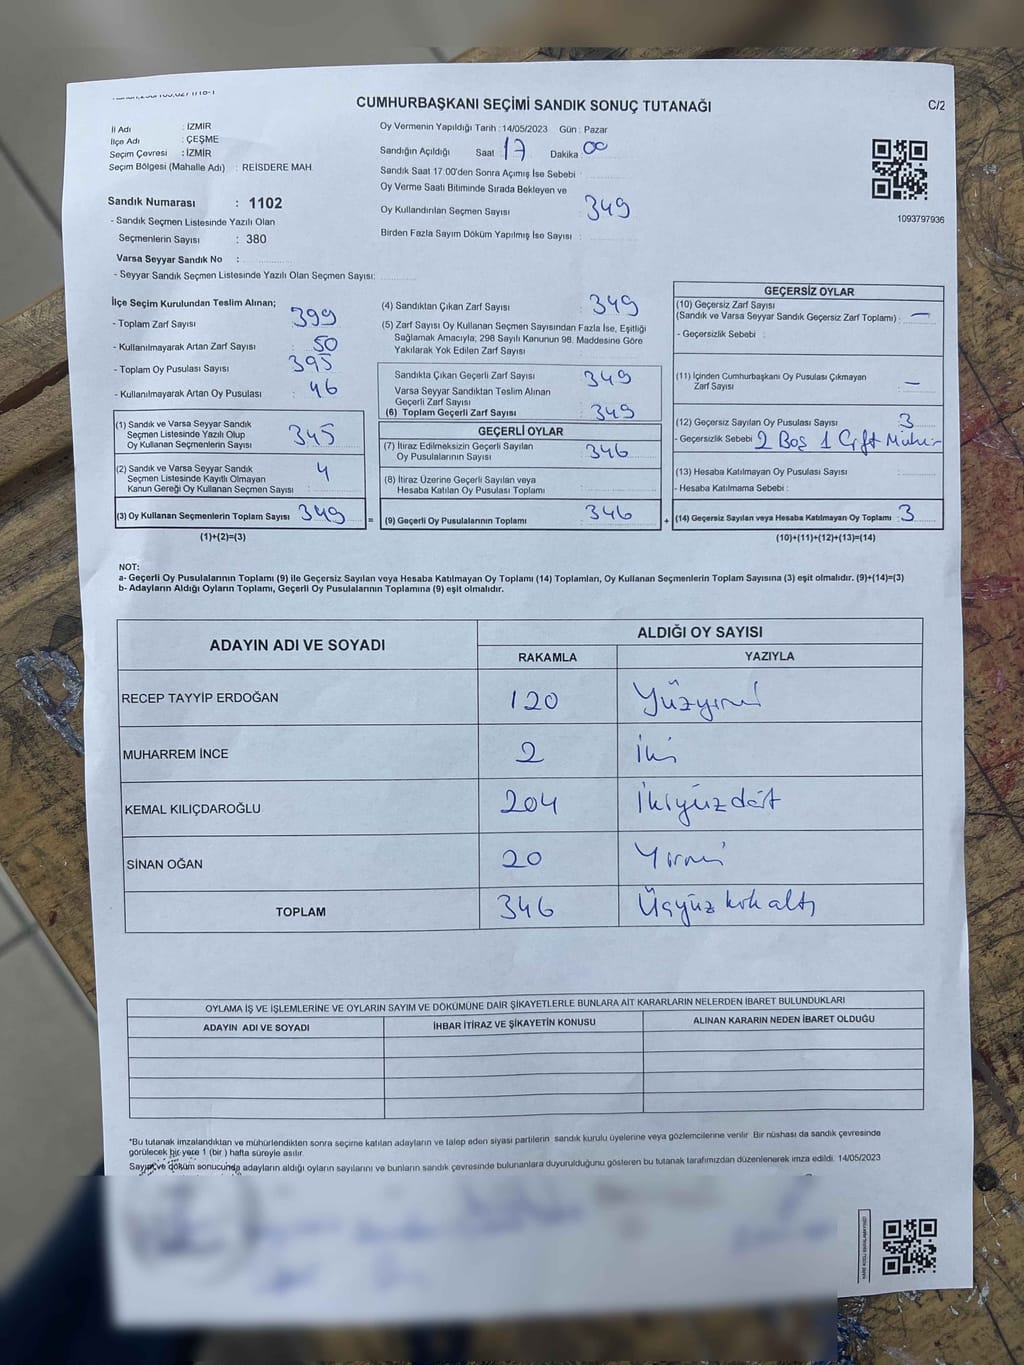 CUMHURBAŞKANI SEÇİMİ SANDIK SONUÇ TUTANAĞI
C/2
İl Adı : İZMİR
İlçe Adı : ÇEŞME
Seçim Çevresi : İZMİR
Seçim Bölgesi (Mahalle Adı) : REİSDERE MAH.
Oy Vermenin Yapıldığı Tarih : 14/05/2023 Gün : Pazar
Sandığın Açıldığı Saat 17 Dakika 00
Sandık Saat 17:00'den Sonra Açımış İse Sebebi :
Oy Verme Saati Bitiminde Sırada Bekleyen ve
Oy Kullandırılan Seçmen Sayısı : 349
Birden Fazla Sayım Döküm Yapılmış İse Sayısı :
1093797936
Sandık Numarası : 1102
- Sandık Seçmen Listesinde Yazılı Olan
Seçmenlerin Sayısı : 380
Varsa Seyyar Sandık No :
- Seyyar Sandık Seçmen Listesinde Yazılı Olan Seçmen Sayısı:
İlçe Seçim Kurulundan Teslim Alınan;
- Toplam Zarf Sayısı : 399
- Kullanılmayarak Artan Zarf Sayısı : 50
- Toplam Oy Pusulası Sayısı : 395
- Kullanılmayarak Artan Oy Pusulası : 46
(1) Sandık ve Varsa Seyyar Sandık
Seçmen Listesinde Yazılı Olup
Oy Kullanan Seçmenlerin Sayısı : 345
(2) Sandık ve Varsa Seyyar Sandık
Seçmen Listesinde Kayıtlı Olmayan
Kanun Gereği Oy Kullanan Seçmen Sayısı : 4
(3) Oy Kullanan Seçmenlerin Toplam Sayısı : 349 =
(1)+(2)=(3)
(4) Sandıktan Çıkan Zarf Sayısı : 349
(5) Zarf Sayısı Oy Kullanan Seçmen Sayısından Fazla İse, Eşitliği
Sağlamak Amacıyla, 298 Sayılı Kanunun 98. Maddesine Göre
Yakılarak Yok Edilen Zarf Sayısı :
Sandıkta Çıkan Geçerli Zarf Sayısı : 349
Varsa Seyyar Sandıktan Teslim Alınan
Geçerli Zarf Sayısı :
(6) Toplam Geçerli Zarf Sayısı : 349
GEÇERLİ OYLAR
(7) İtiraz Edilmeksizin Geçerli Sayılan
Oy Pusulalarının Sayısı : 346
(8) İtiraz Üzerine Geçerli Sayılan veya
Hesaba Katılan Oy Pusulası Toplamı :
(9) Geçerli Oy Pusulalarının Toplamı : 346 +
GEÇERSİZ OYLAR
(10) Geçersiz Zarf Sayısı
(Sandık ve Varsa Seyyar Sandık Geçersiz Zarf Toplamı) : —
- Geçersizlik Sebebi :
(11) İçinden Cumhurbaşkanı Oy Pusulası Çıkmayan
Zarf Sayısı : —
(12) Geçersiz Sayılan Oy Pusulası Sayısı : 3
- Geçersizlik Sebebi : 2 Boş 1 Çift Mühür
(13) Hesaba Katılmayan Oy Pusulası Sayısı :
- Hesaba Katılmama Sebebi :
(14) Geçersiz Sayılan veya Hesaba Katılmayan Oy Toplamı : 3
(10)+(11)+(12)+(13)=(14)
NOT:
a- Geçerli Oy Pusulalarının Toplamı (9) ile Geçersiz Sayılan veya Hesaba Katılmayan Oy Toplamı (14) Toplamları, Oy Kullanan Seçmenlerin Toplam Sayısına (3) eşit olmalıdır. (9)+(14)=(3)
b- Adayların Aldığı Oyların Toplamı, Geçerli Oy Pusulalarının Toplamına (9) eşit olmalıdır.
ADAYIN ADI VE SOYADI
ALDIĞI OY SAYISI
RAKAMLA YAZIYLA
RECEP TAYYİP ERDOĞAN 120 Yüzyirmi
MUHARREM İNCE 2 İki
KEMAL KILIÇDAROĞLU 204 İkiyüzdört
SİNAN OĞAN 20 Yirmi
TOPLAM 346 Üçyüz kırk altı
OYLAMA İŞ VE İŞLEMLERİNE VE OYLARIN SAYIM VE DÖKÜMÜNE DAİR ŞİKAYETLERLE BUNLARA AİT KARARLARIN NELERDEN İBARET BULUNDUKLARI
ADAYIN ADI VE SOYADI İHBAR İTİRAZ VE ŞİKAYETİN KONUSU ALINAN KARARIN NEDEN İBARET OLDUĞU
*Bu tutanak imzalandıktan ve mühürlendikten sonra seçime katılan adayların ve talep eden siyasi partilerin sandık kurulu üyelerine veya gözlemcilerine verilir. Bir nüshası da sandık çevresinde
görülecek bir yere 1 (bir) hafta süreyle asılır.
Sayım ve döküm sonucunda adayların aldığı oyların sayılarını ve bunların sandık çevresinde bulunanlara duyurulduğunu gösteren bu tutanak tarafımızdan düzenlenerek imza edildi. 14/05/2023